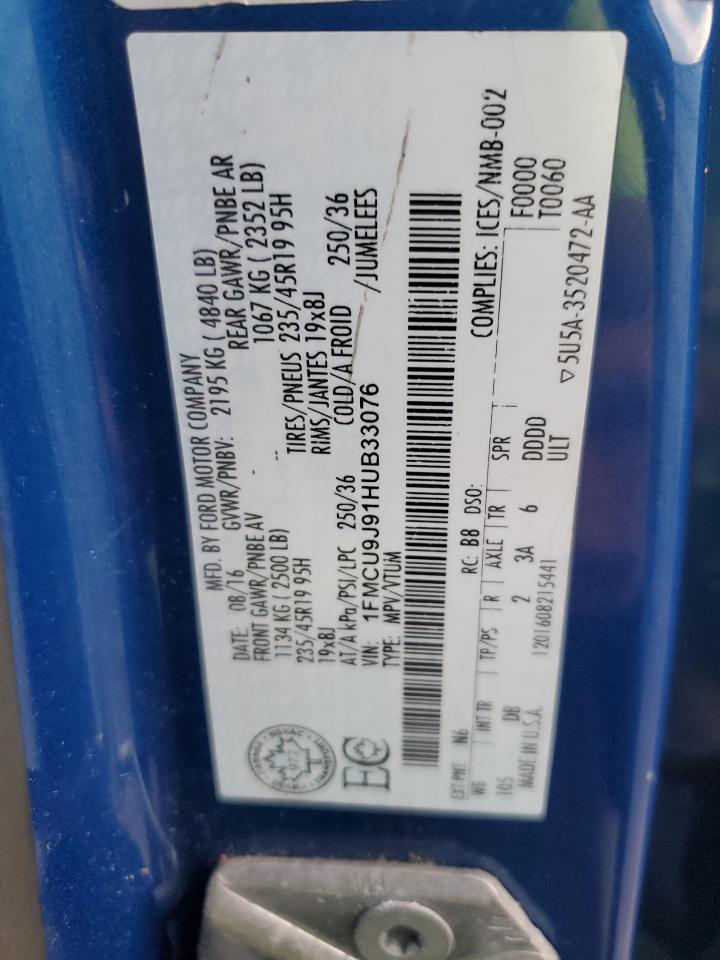 MFD. BY FORD MOTOR COMPANY
DATE: 08/16 GVWR/PNBV: 2195 KG ( 4840 LB)
FRONT GAWR/PNBE AV REAR GAWR/PNBE AR
1134 KG ( 2500 LB) 1067 KG ( 2352 LB)
235/45R19 95H TIRES/PNEUS 235/45R19 95H
19x8J RIMS/JANTES 19x8J
AT/A kPa/PSI/LPC 250/36 COLD/A FROID 250/36
VIN: 1FMCU9J91HUB33076 /JUMELEES
TYPE: MPV/VTUM
EXT PNT: N6 RC: B8 DSO: COMPLIES: ICES/NMB-002
WB INT TR TP/PS R AXLE TR SPR F0000
105 DB 2 3A 6 DDDD T0060
MADE IN U.S.A. 1201608215441 ULT ▽5U5A-3520472-AA
EC